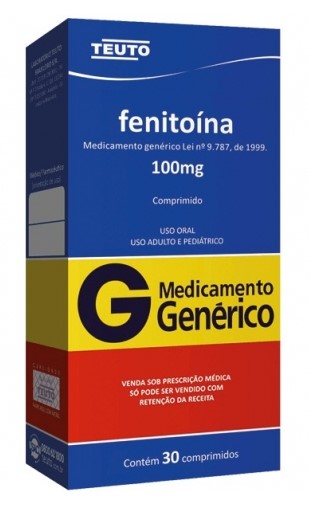 TEUTO
fenitoína
Medicamento genérico Lei nº 9.787, de 1999.
100mg
Comprimido
USO ORAL
USO ADULTO E PEDIÁTRICO
G Medicamento
Genérico
VENDA SOB PRESCRIÇÃO MÉDICA
SÓ PODE SER VENDIDO COM
RETENÇÃO DA RECEITA
Contém 30 comprimidos
TEUTO